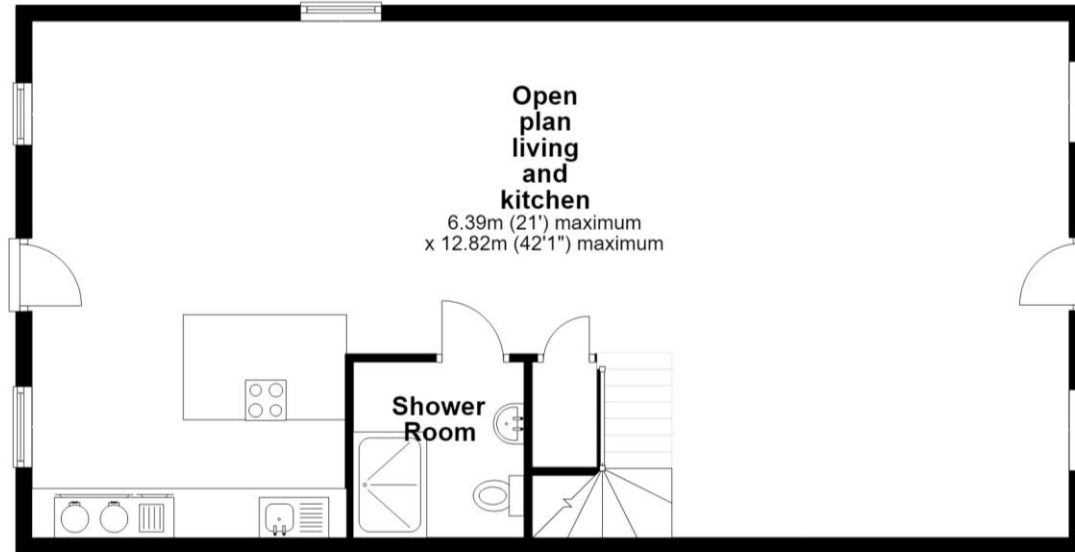 Open
plan
living
and
kitchen
6.39m (21') maximum
x 12.82m (42'1") maximum
Shower
Room